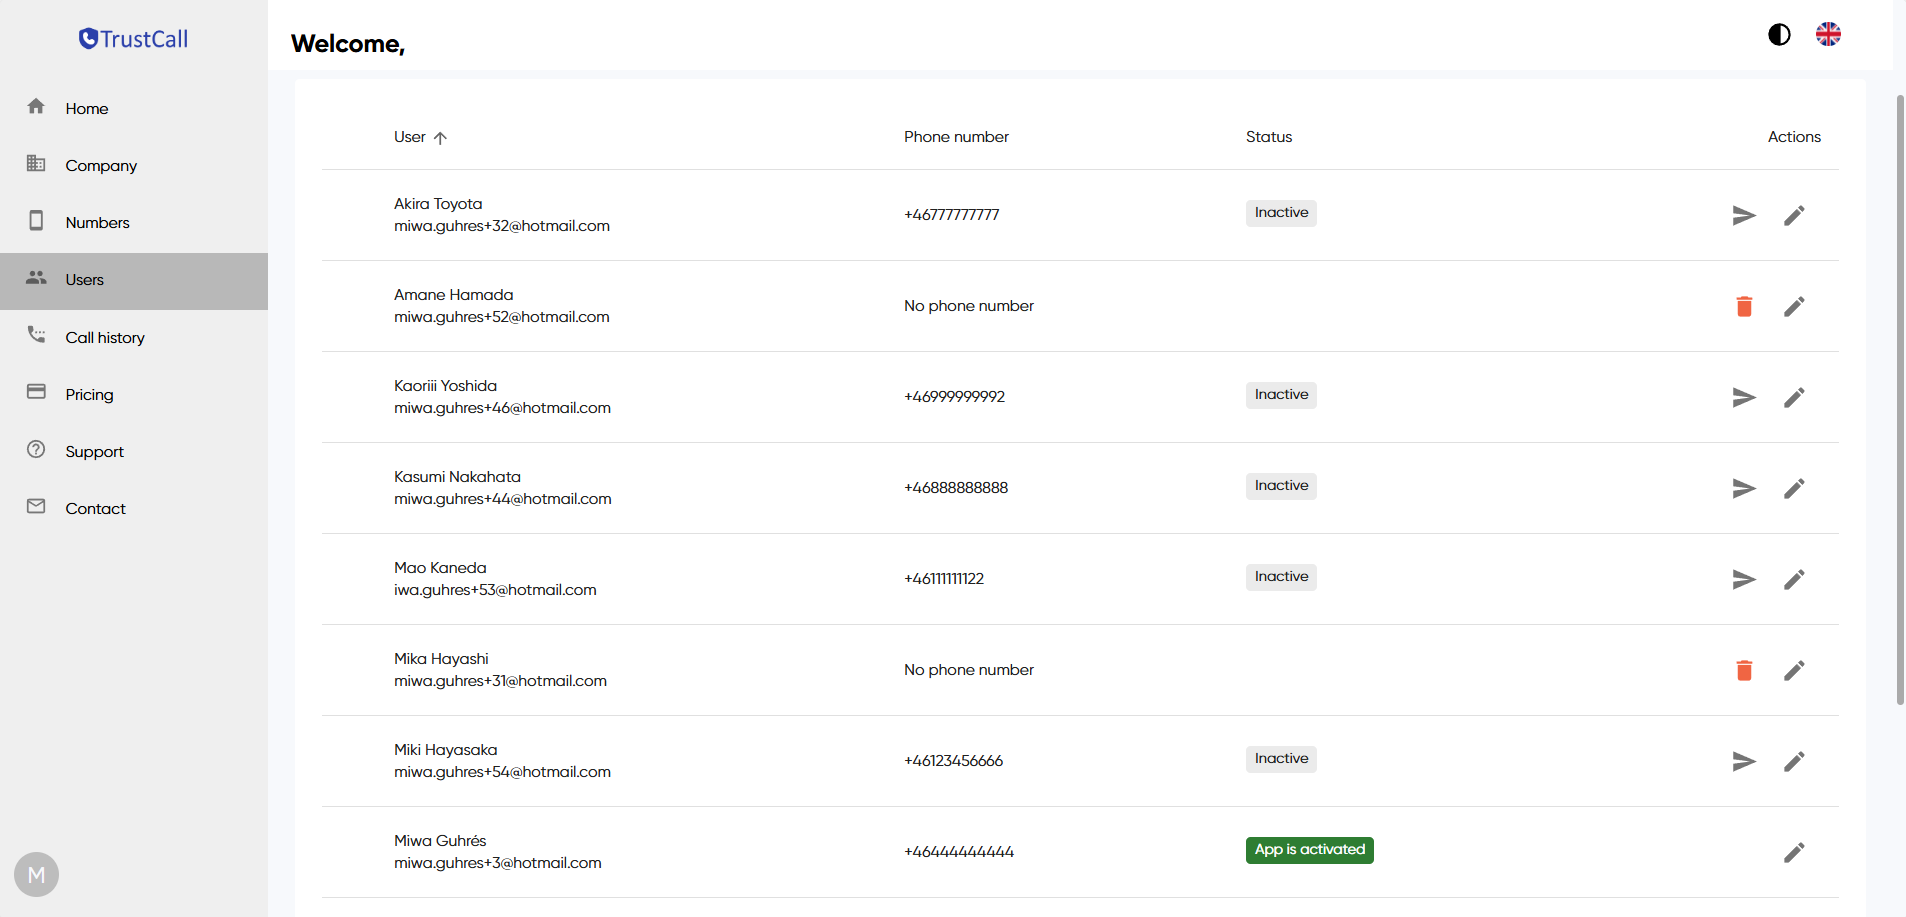 TrustCall
Welcome,
Home
Company
Numbers
Users
Call history
Pricing
Support
Contact
M
User Phone number Status Actions
Akira Toyota
miwa.guhres+32@hotmail.com
+46777777777
Inactive
Amane Hamada
miwa.guhres+52@hotmail.com
No phone number
Kaoriii Yoshida
miwa.guhres+46@hotmail.com
+46999999992
Inactive
Kasumi Nakahata
miwa.guhres+44@hotmail.com
+46888888888
Inactive
Mao Kaneda
iwa.guhres+53@hotmail.com
+46111111122
Inactive
Mika Hayashi
miwa.guhres+31@hotmail.com
No phone number
Miki Hayasaka
miwa.guhres+54@hotmail.com
+46123456666
Inactive
Miwa Guhrés
miwa.guhres+3@hotmail.com
+46444444444
App is activated